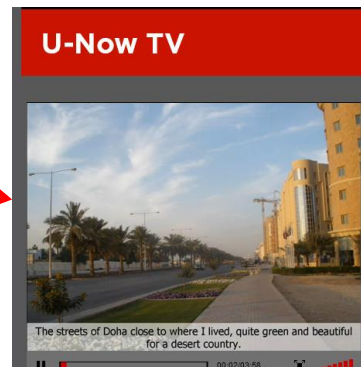 U-Now TV
The streets of Doha close to where I lived, quite green and beautiful
for a desert country.
00:02/03:58